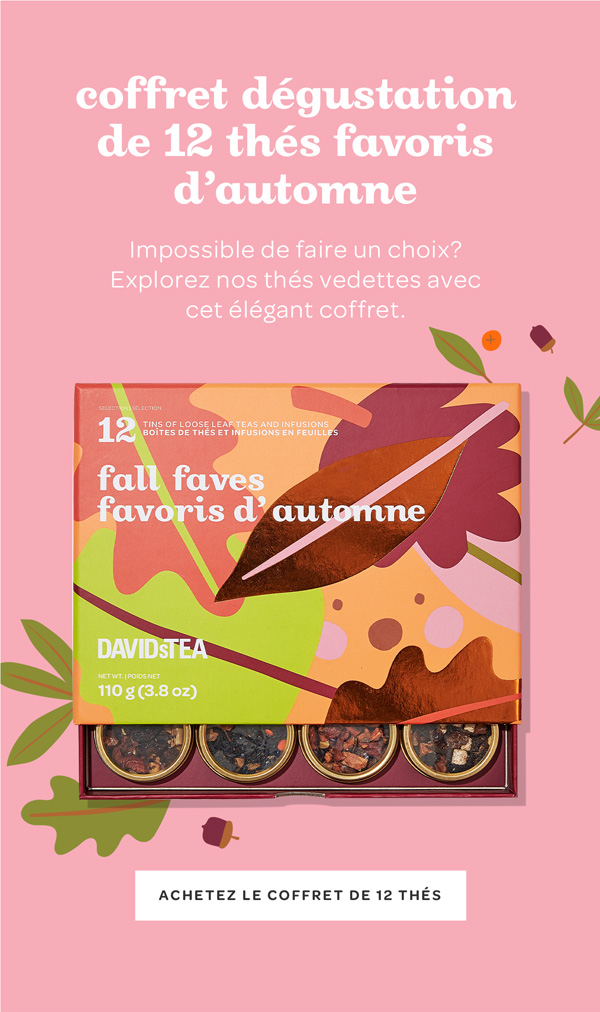 coffret dégustation
de 12 thés favoris
d'automne
Impossible de faire un choix?
Explorez nos thés vedettes avec
cet élégant coffret.
SELECTION | SÉLECTION
12 TINS OF LOOSE LEAF TEAS AND INFUSIONS
BOÎTES DE THÉS ET INFUSIONS EN FEUILLES
fall faves
favoris d'automne
DAVIDsTEA
NET WT. | POIDS NET
110 g (3.8 oz)
ACHETEZ LE COFFRET DE 12 THÉS